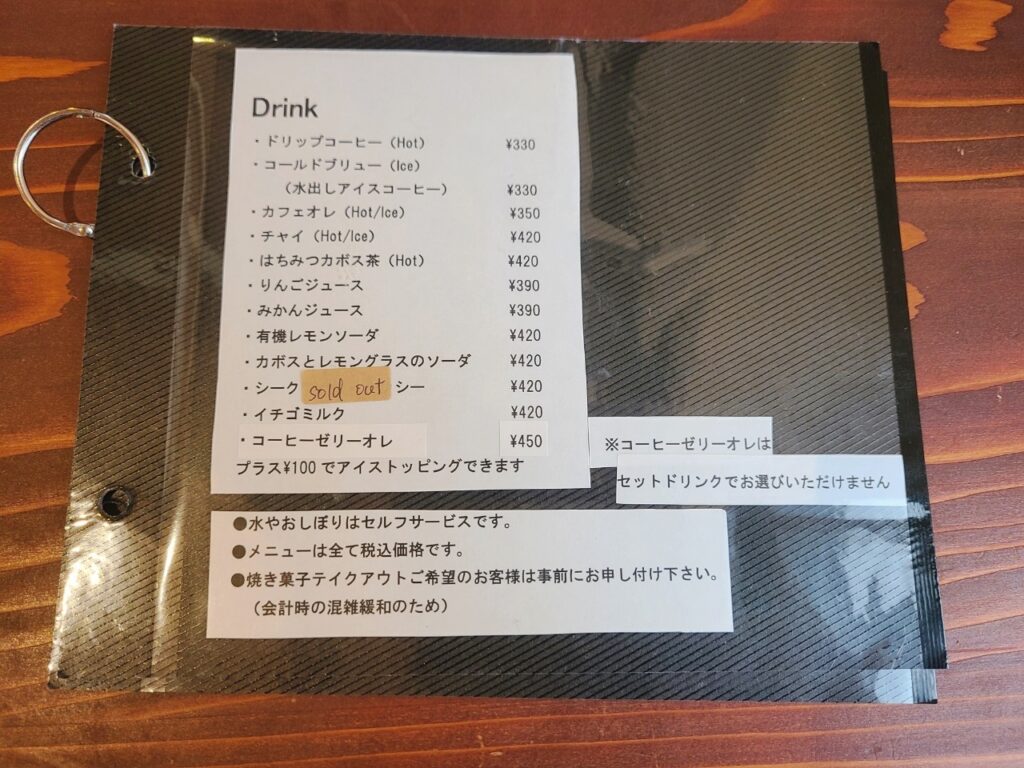 Drink
・ドリップコーヒー（Hot） ¥330
・コールドブリュー（Ice）
（水出しアイスコーヒー） ¥330
・カフェオレ（Hot/Ice） ¥350
・チャイ（Hot/Ice） ¥420
・はちみつカボス茶（Hot） ¥420
・りんごジュース ¥390
・みかんジュース ¥390
・有機レモンソーダ ¥420
・カボスとレモングラスのソーダ ¥420
・シーク sold out シー ¥420
・イチゴミルク ¥420
・コーヒーゼリーオレ ¥450
プラス¥100でアイストッピングできます
※コーヒーゼリーオレは
セットドリンクでお選びいただけません
●水やおしぼりはセルフサービスです。
●メニューは全て税込価格です。
●焼き菓子テイクアウトご希望のお客様は事前にお申し付け下さい。
（会計時の混雑緩和のため）